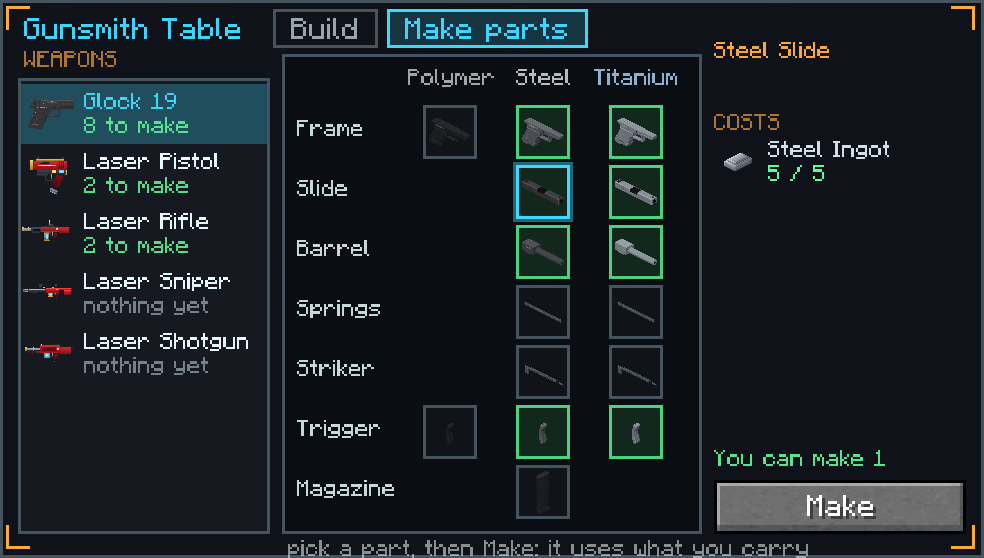 Gunsmith Table
Build
Make parts
WEAPONS
Glock 19
8 to make
Laser Pistol
2 to make
Laser Rifle
2 to make
Laser Sniper
nothing yet
Laser Shotgun
nothing yet
Polymer Steel Titanium
Frame
Slide
Barrel
Springs
Striker
Trigger
Magazine
Steel Slide
COSTS
Steel Ingot
5 / 5
You can make 1
Make
pick a part, then Make: it uses what you carry